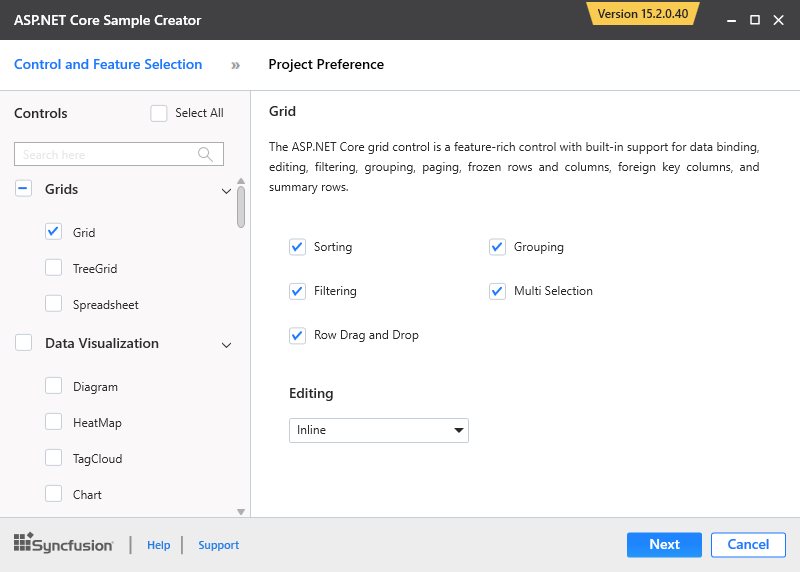 ASP.NET Core Sample Creator
Version 15.2.0.40
Control and Feature Selection » Project Preference
Controls
Select All
Search here
Grids
Grid
TreeGrid
Spreadsheet
Data Visualization
Diagram
HeatMap
TagCloud
Chart
Grid
The ASP.NET Core grid control is a feature-rich control with built-in support for data binding,
editing, filtering, grouping, paging, frozen rows and columns, foreign key columns, and
summary rows.
Sorting
Grouping
Filtering
Multi Selection
Row Drag and Drop
Editing
Inline
Syncfusion
Help
Support
Next
Cancel